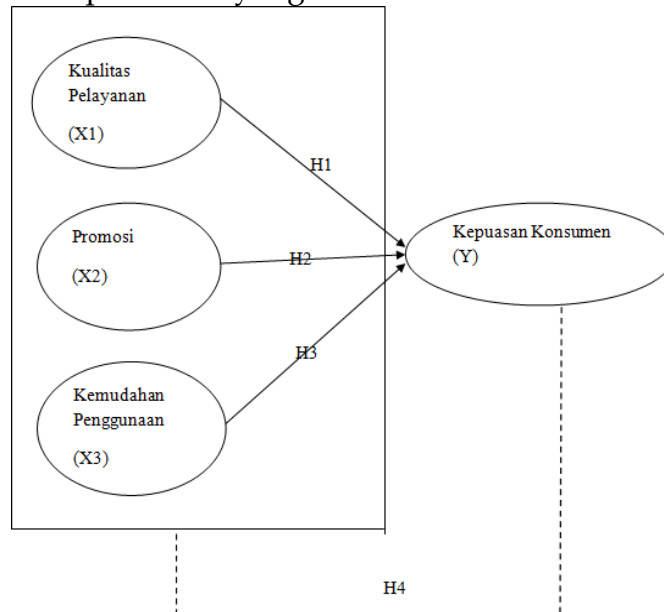 Kualitas
Pelayanan
(X1)
H1
Promosi
(X2)
H2
Kepuasan Konsumen
(Y)
H3
Kemudahan
Penggunaan
(X3)
H4